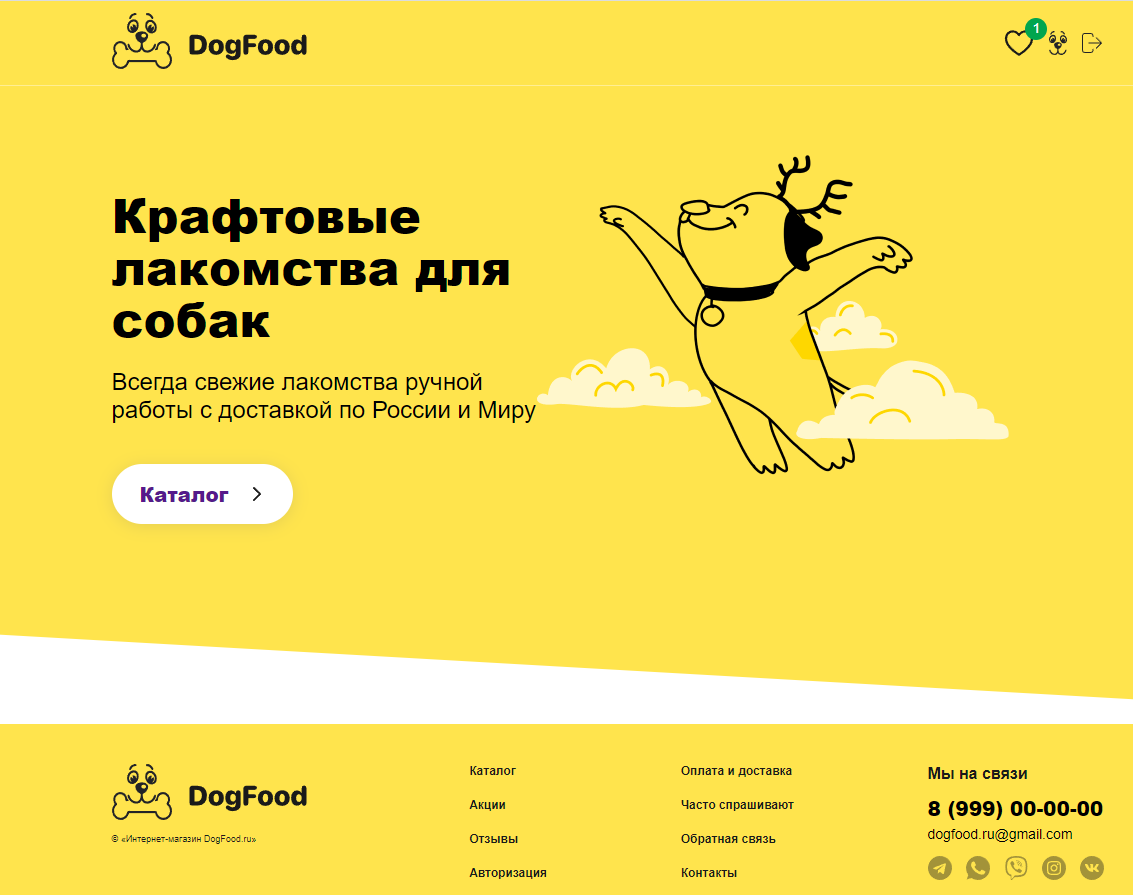 DogFood
1
Крафтовые
лакомства для
собак
Всегда свежие лакомства ручной
работы с доставкой по России и Миру
Каталог
DogFood
© «Интернет-магазин DogFood.ru»
Каталог
Акции
Отзывы
Авторизация
Оплата и доставка
Часто спрашивают
Обратная связь
Контакты
Мы на связи
8 (999) 00-00-00
dogfood.ru@gmail.com